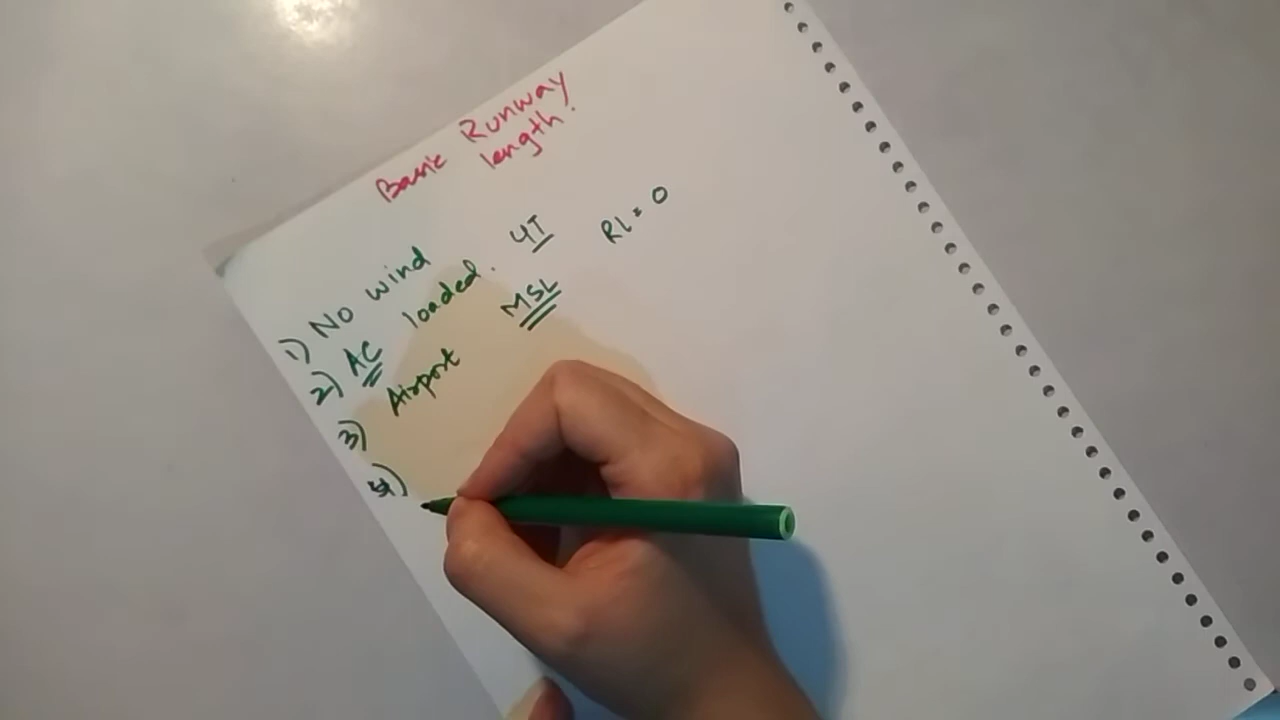 Basic Runway
length.
1) No wind
2) AC loaded. 4T RL = 0
3) Airport MSL
4)